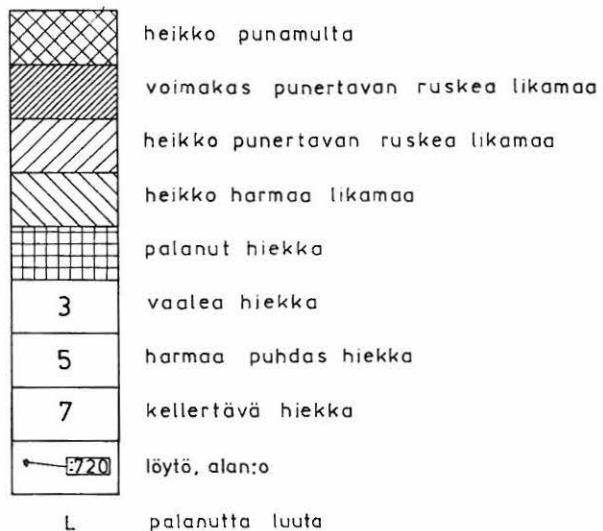 heikko punamulta
voimakas punertavan ruskea likamaa
heikko punertavan ruskea likamaa
heikko harmaa likamaa
palanut hiekka
3 vaalea hiekka
5 harmaa puhdas hiekka
7 kellertävä hiekka
:720 löytö, alan:o
L palanutta luuta